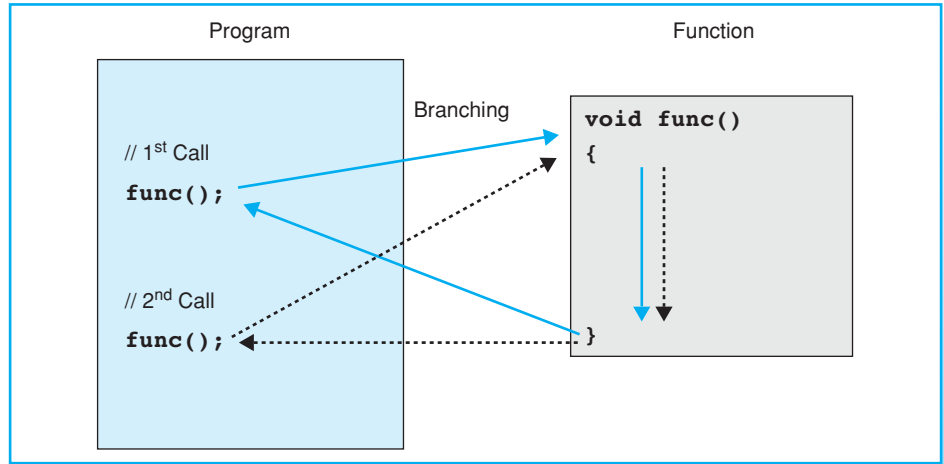 Program
Function
Branching
// 1st Call
func();
// 2nd Call
func();
void func()
{
}